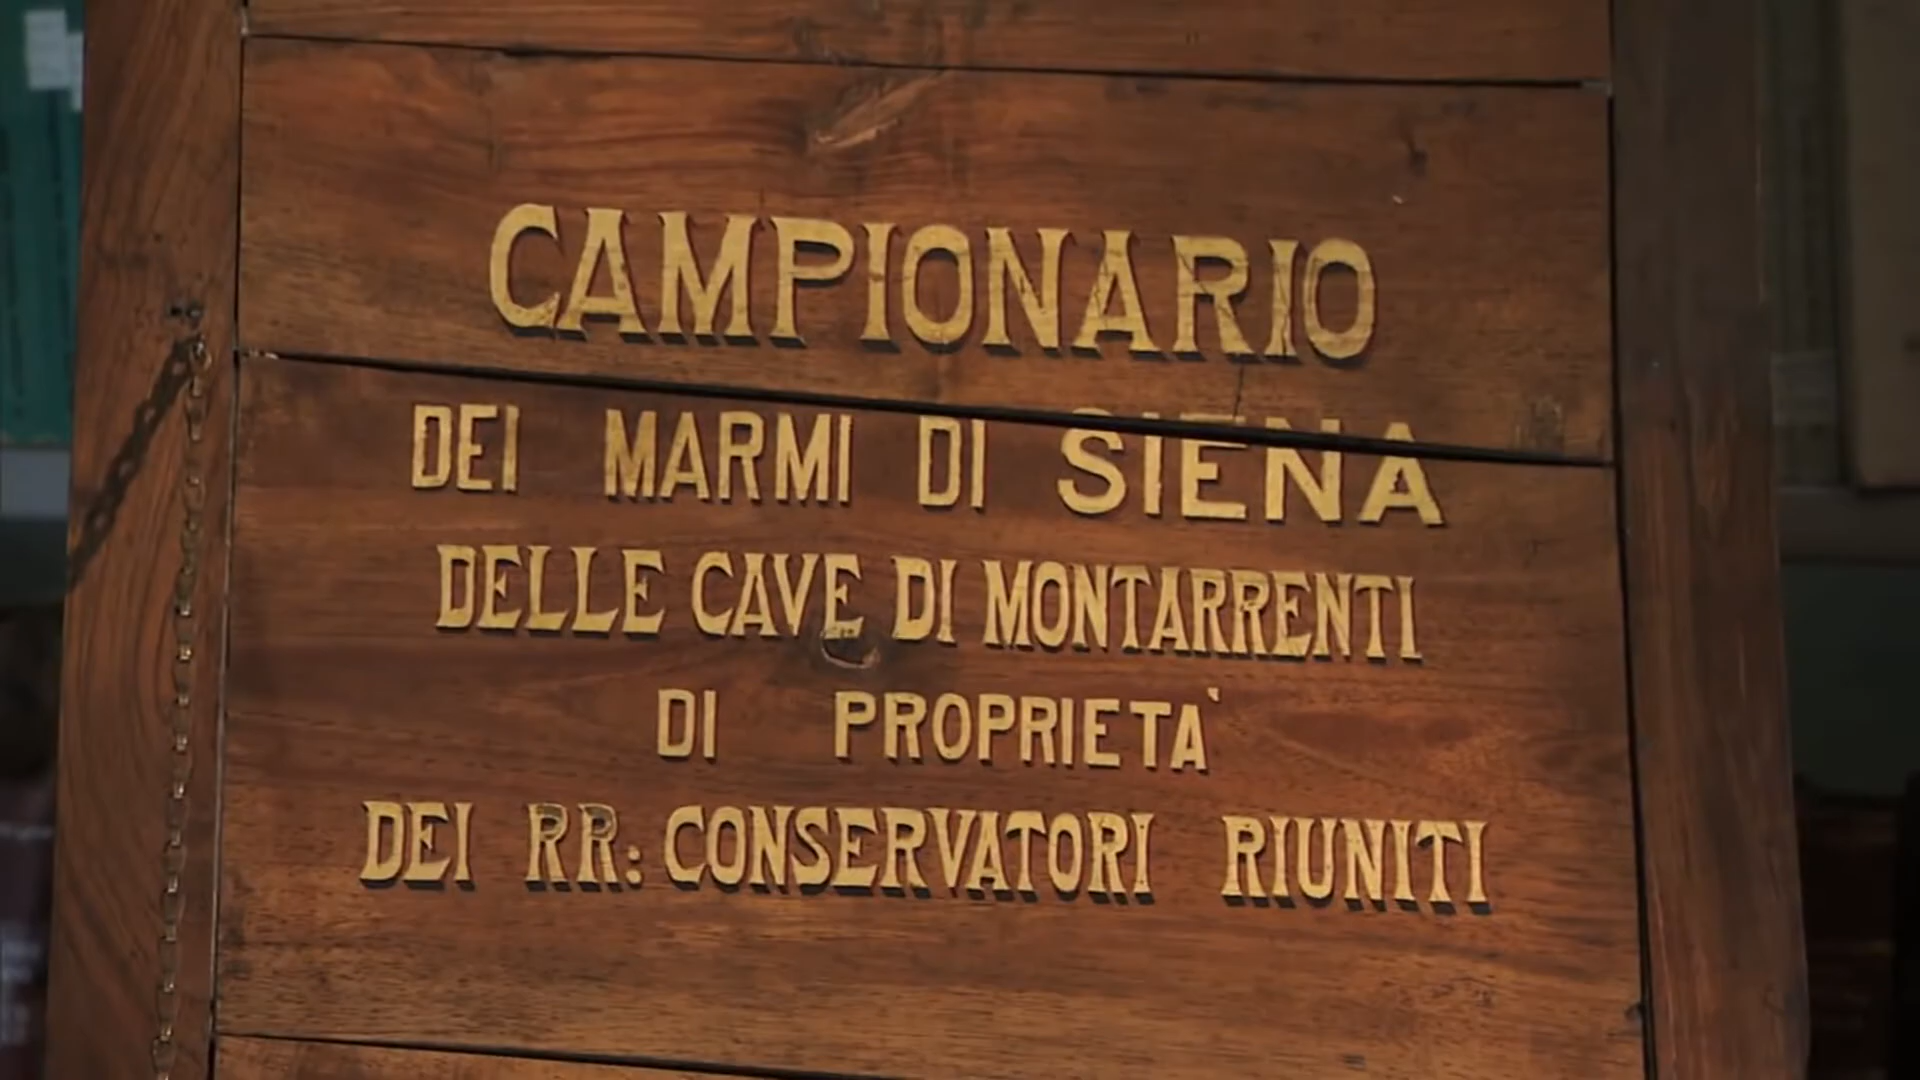 CAMPIONARIO
DEI MARMI DI SIENA
DELLE CAVE DI MONTARRENTI
DI PROPRIETA'
DEI RR: CONSERVATORI RIUNITI